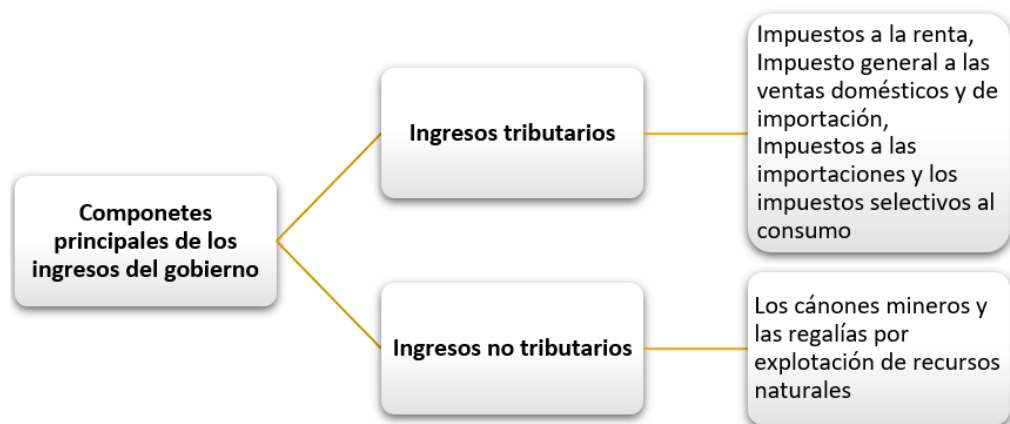 Componetes
principales de los
ingresos del gobierno
Ingresos tributarios
Impuestos a la renta,
Impuesto general a las
ventas domésticos y de
importación,
Impuestos a las
importaciones y los
impuestos selectivos al
consumo
Ingresos no tributarios
Los cánones mineros y
las regalías por
explotación de recursos
naturales